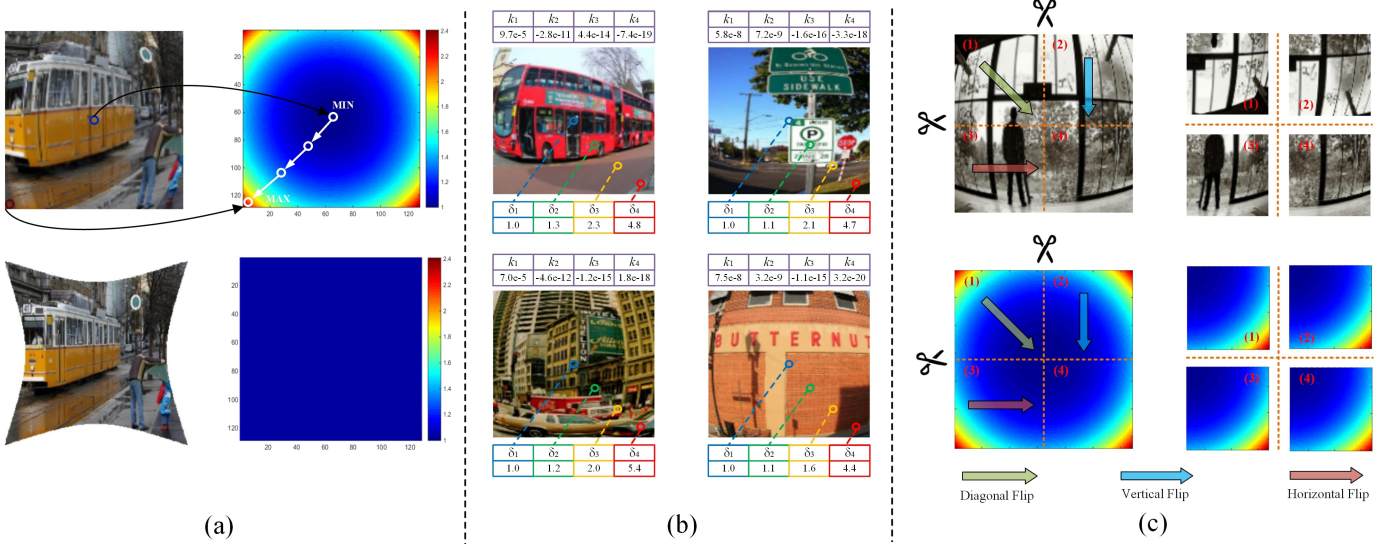 MIN
MAX
20
40
60
80
100
120
20 40 60 80 100 120
2.4
2.2
2
1.8
1.6
1.4
1.2
1
20
40
60
80
100
120
20 40 60 80 100 120
2.4
2.2
2
1.8
1.6
1.4
1.2
1
(a)
k1 k2 k3 k4
9.7e-5 -2.8e-11 4.4e-14 -7.4e-19
δ1 δ2 δ3 δ4
1.0 1.3 2.3 4.8
k1 k2 k3 k4
5.8e-8 7.2e-9 -1.6e-16 -3.3e-18
USE
SIDEWALK
P
STOP
δ1 δ2 δ3 δ4
1.0 1.1 2.1 4.7
k1 k2 k3 k4
7.0e-5 -4.6e-12 -1.2e-15 1.8e-18
δ1 δ2 δ3 δ4
1.0 1.2 2.0 5.4
k1 k2 k3 k4
7.5e-8 3.2e-9 -1.1e-15 3.2e-20
BUTTERNUT
δ1 δ2 δ3 δ4
1.0 1.1 1.6 4.4
(b)
(1) (2)
(3) (4)
(1) (2)
(3) (4)
(1) (2)
(3) (4)
(1) (2)
(3) (4)
Diagonal Flip Vertical Flip Horizontal Flip
(c)